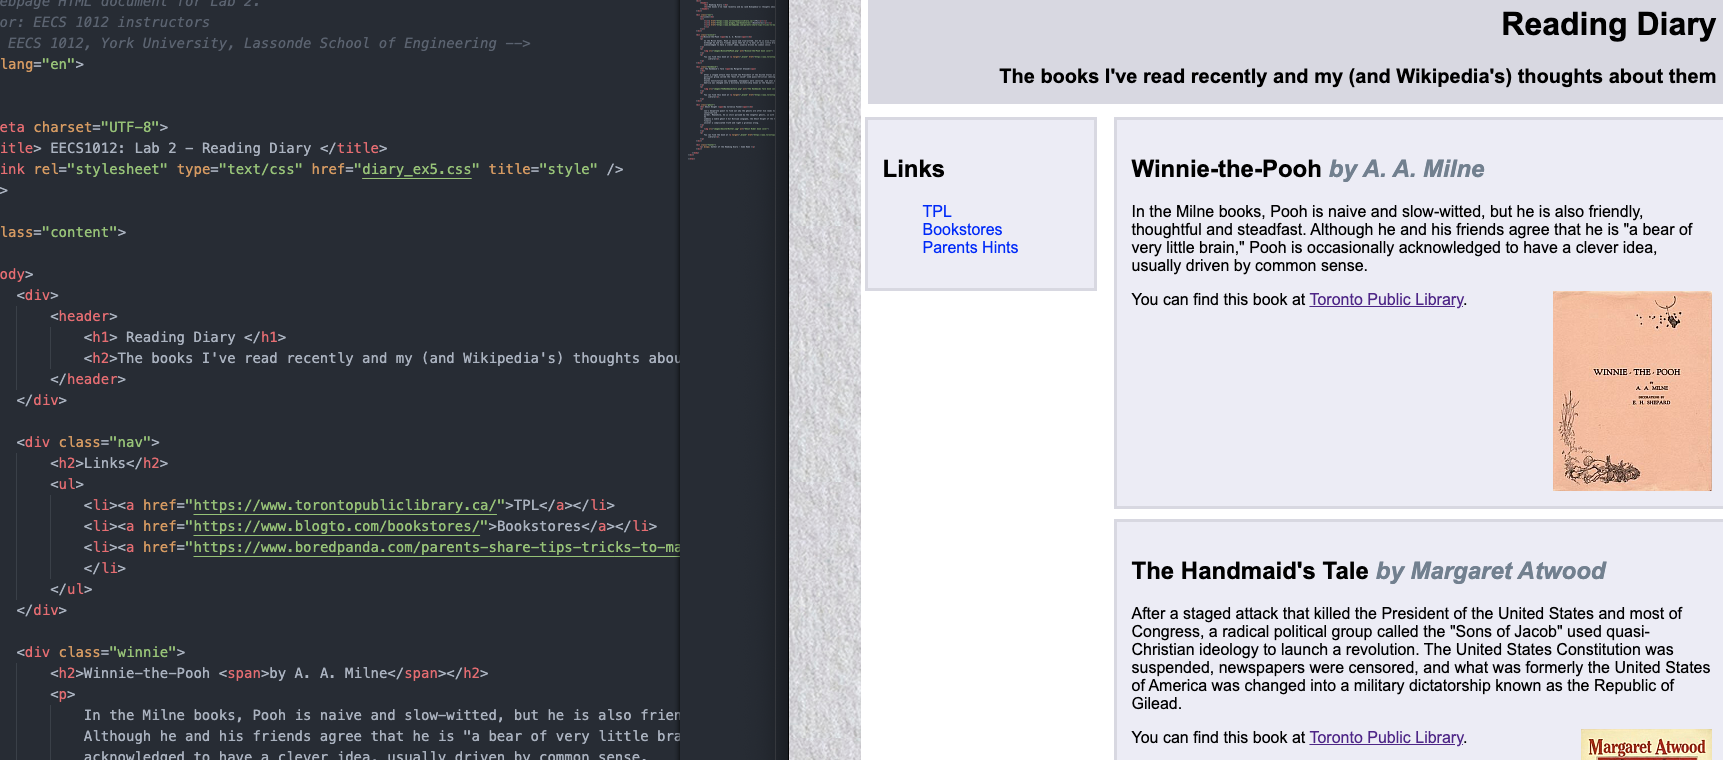 ebpage HTML document for Lab 2.
or: EECS 1012 instructors
EECS 1012, York University, Lassonde School of Engineering -->
lang="en">
eta charset="UTF-8">
itle> EECS1012: Lab 2 - Reading Diary </title>
ink rel="stylesheet" type="text/css" href="diary_ex5.css" title="style" />
>
lass="content">
ody>
<div>
<header>
<h1> Reading Diary </h1>
<h2>The books I've read recently and my (and Wikipedia's) thoughts abou
</header>
</div>
<div class="nav">
<h2>Links</h2>
<ul>
<li><a href="https://www.torontopubliclibrary.ca/">TPL</a></li>
<li><a href="https://www.blogto.com/bookstores/">Bookstores</a></li>
<li><a href="https://www.boredpanda.com/parents-share-tips-tricks-to-ma
</li>
</ul>
</div>
<div class="winnie">
<h2>Winnie-the-Pooh <span>by A. A. Milne</span></h2>
<p>
In the Milne books, Pooh is naive and slow-witted, but he is also frien
Although he and his friends agree that he is "a bear of very little bra
acknowledged to have a clever idea, usually driven by common sense.
Reading Diary
The books I've read recently and my (and Wikipedia's) thoughts about them
Links
TPL
Bookstores
Parents Hints
Winnie-the-Pooh by A. A. Milne
In the Milne books, Pooh is naive and slow-witted, but he is also friendly,
thoughtful and steadfast. Although he and his friends agree that he is "a bear of
very little brain," Pooh is occasionally acknowledged to have a clever idea,
usually driven by common sense.
You can find this book at Toronto Public Library.
WINNIE-THE-POOH
BY
A. A. MILNE
DECORATIONS BY
E. H. SHEPARD
The Handmaid's Tale by Margaret Atwood
After a staged attack that killed the President of the United States and most of
Congress, a radical political group called the "Sons of Jacob" used quasi-
Christian ideology to launch a revolution. The United States Constitution was
suspended, newspapers were censored, and what was formerly the United States
of America was changed into a military dictatorship known as the Republic of
Gilead.
You can find this book at Toronto Public Library.
Margaret Atwood